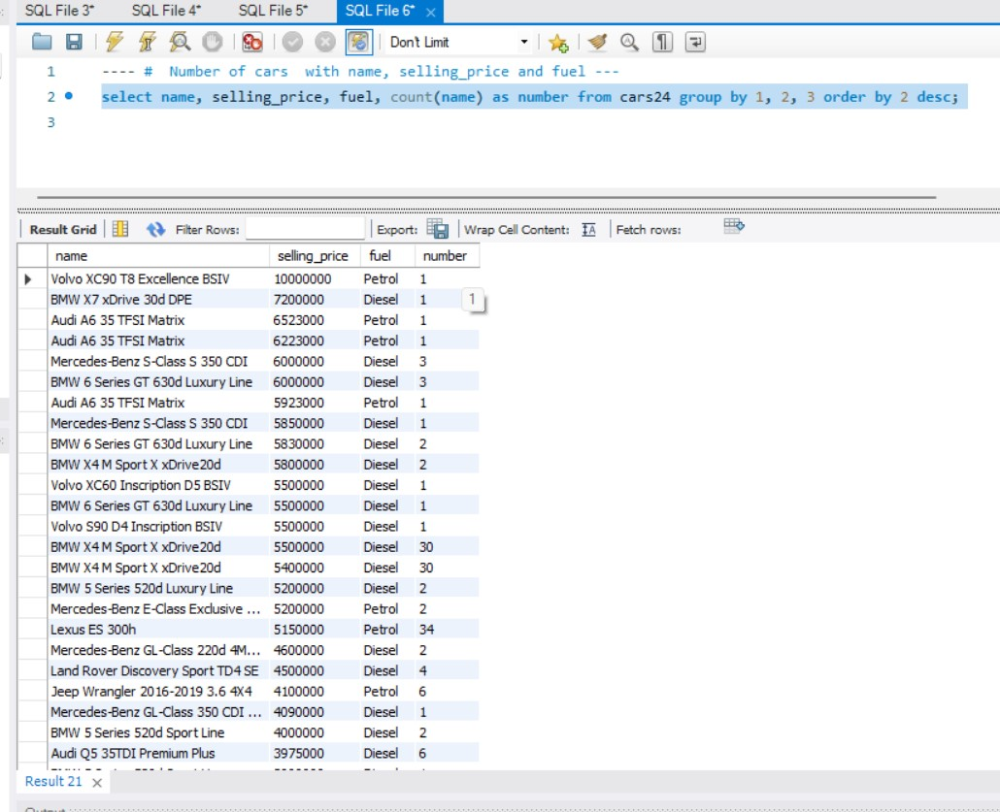 SQL File 3* SQL File 4* SQL File 5* SQL File 6*
Don't Limit
1 ---- # Number of cars with name, selling_price and fuel ---
2 select name, selling_price, fuel, count(name) as number from cars24 group by 1, 2, 3 order by 2 desc;
3
Result Grid Filter Rows: Export: Wrap Cell Content: IA Fetch rows:
name selling_price fuel number
Volvo XC90 T8 Excellence BSIV 10000000 Petrol 1
BMW X7 xDrive 30d DPE 7200000 Diesel 1 1
Audi A6 35 TFSI Matrix 6523000 Petrol 1
Audi A6 35 TFSI Matrix 6223000 Petrol 1
Mercedes-Benz S-Class S 350 CDI 6000000 Diesel 3
BMW 6 Series GT 630d Luxury Line 6000000 Diesel 3
Audi A6 35 TFSI Matrix 5923000 Petrol 1
Mercedes-Benz S-Class S 350 CDI 5850000 Diesel 1
BMW 6 Series GT 630d Luxury Line 5830000 Diesel 2
BMW X4 M Sport X xDrive20d 5800000 Diesel 2
Volvo XC60 Inscription D5 BSIV 5500000 Diesel 1
BMW 6 Series GT 630d Luxury Line 5500000 Diesel 1
Volvo S90 D4 Inscription BSIV 5500000 Diesel 1
BMW X4 M Sport X xDrive20d 5500000 Diesel 30
BMW X4 M Sport X xDrive20d 5400000 Diesel 30
BMW 5 Series 520d Luxury Line 5200000 Diesel 2
Mercedes-Benz E-Class Exclusive ... 5200000 Petrol 2
Lexus ES 300h 5150000 Petrol 34
Mercedes-Benz GL-Class 220d 4M... 4600000 Diesel 2
Land Rover Discovery Sport TD4 SE 4500000 Diesel 4
Jeep Wrangler 2016-2019 3.6 4X4 4100000 Petrol 6
Mercedes-Benz GL-Class 350 CDI ... 4090000 Diesel 1
BMW 5 Series 520d Sport Line 4000000 Diesel 2
Audi Q5 35TDI Premium Plus 3975000 Diesel 6
Result 21